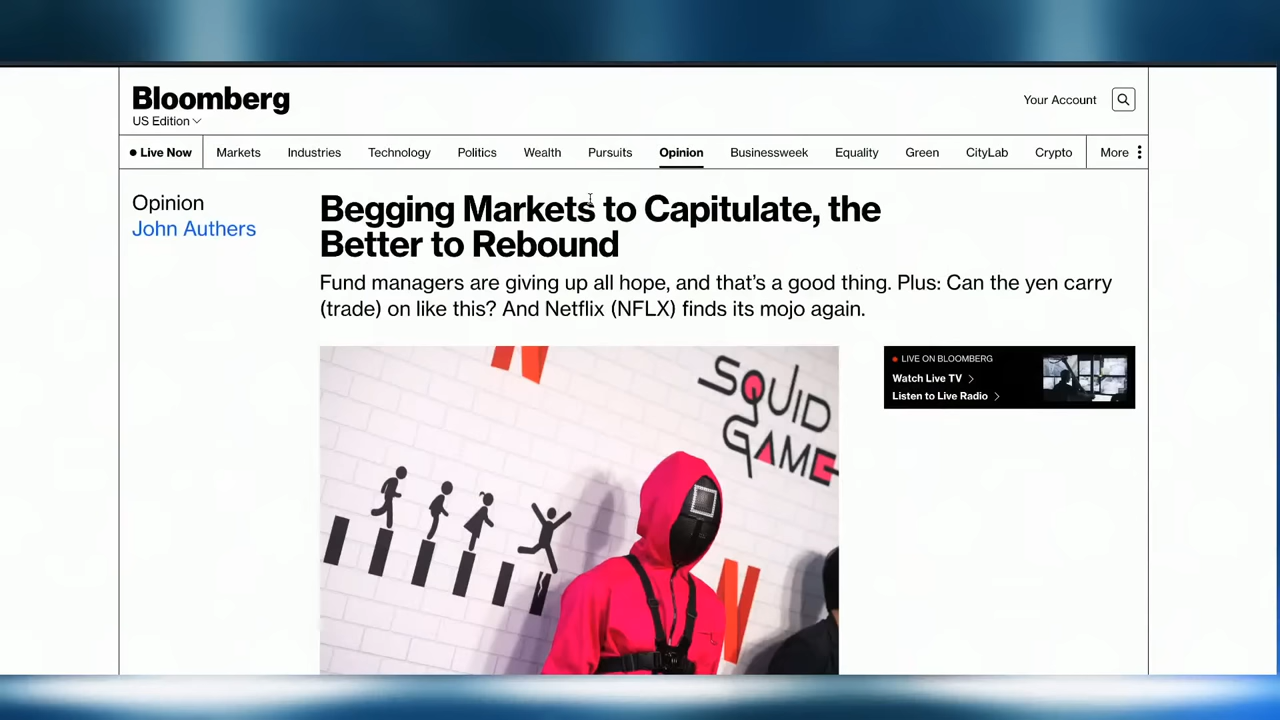 Bloomberg
US Edition
Your Account
Live Now
Markets
Industries
Technology
Politics
Wealth
Pursuits
Opinion
Businessweek
Equality
Green
CityLab
Crypto
More
Opinion
John Authers
Begging Markets to Capitulate, the
Better to Rebound
Fund managers are giving up all hope, and that's a good thing. Plus: Can the yen carry
(trade) on like this? And Netflix (NFLX) finds its mojo again.
SQUID
GAME
N
N
LIVE ON BLOOMBERG
Watch Live TV
Listen to Live Radio